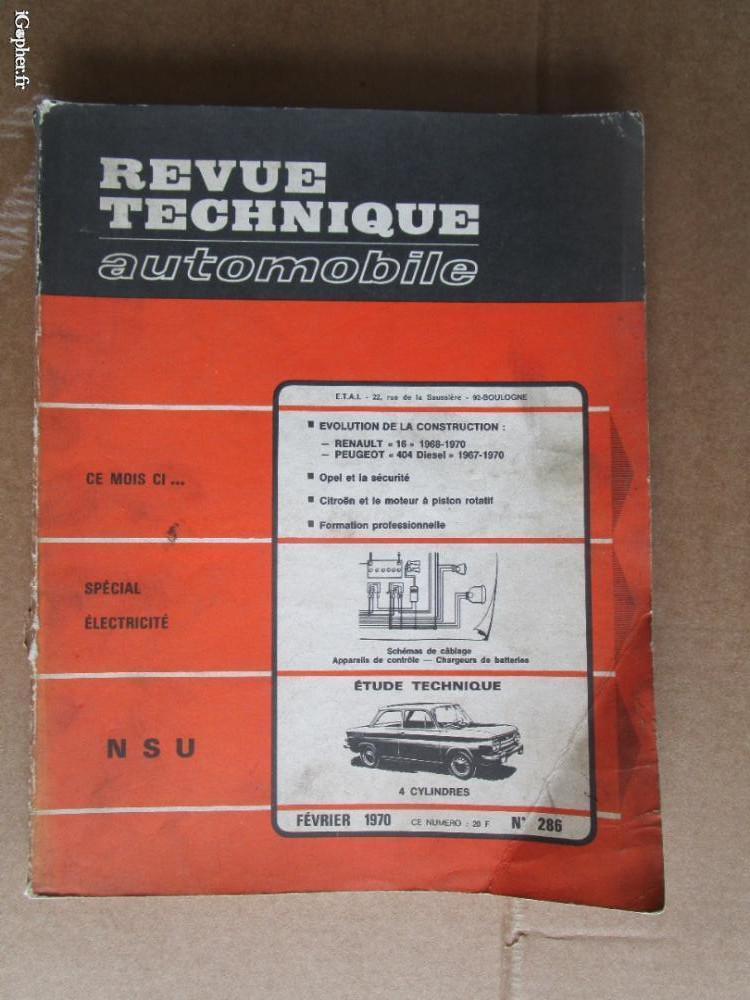 iGopher.fr
REVUE
TECHNIQUE
automobile
E.T.A.I. - 22, rue de la Saussière - 92-BOULOGNE
CE MOIS CI ...
EVOLUTION DE LA CONSTRUCTION :
— RENAULT « 16 » 1968-1970
— PEUGEOT « 404 Diesel » 1967-1970
Opel et la sécurité
Citroën et le moteur à piston rotatif
Formation professionnelle
SPÉCIAL
ÉLECTRICITÉ
Schémas de câblage
Appareils de contrôle — Chargeurs de batteries
NSU
ÉTUDE TECHNIQUE
4 CYLINDRES
FÉVRIER 1970 CE NUMERO : 20 F N° 286